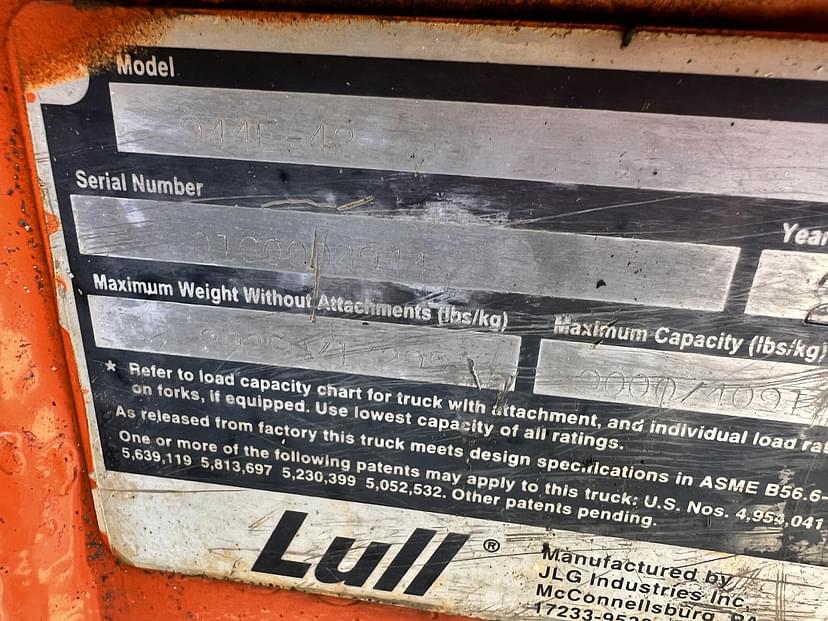 Model
944E-42
Serial Number
Year
Maximum Weight Without Attachments (lbs/kg)
Maximum Capacity (lbs/kg)
* Refer to load capacity chart for truck with attachment, and individual load
on forks, if equipped. Use lowest capacity of all ratings.
As released from factory this truck meets design specifications in ASME B56.6-
One or more of the following patents may apply to this truck: U.S. Nos. 4,954,041
5,639,119 5,813,697 5,230,399 5,052,532. Other patents pending.
Lull®
Manufactured by
JLG Industries Inc.
McConnellsburg, PA